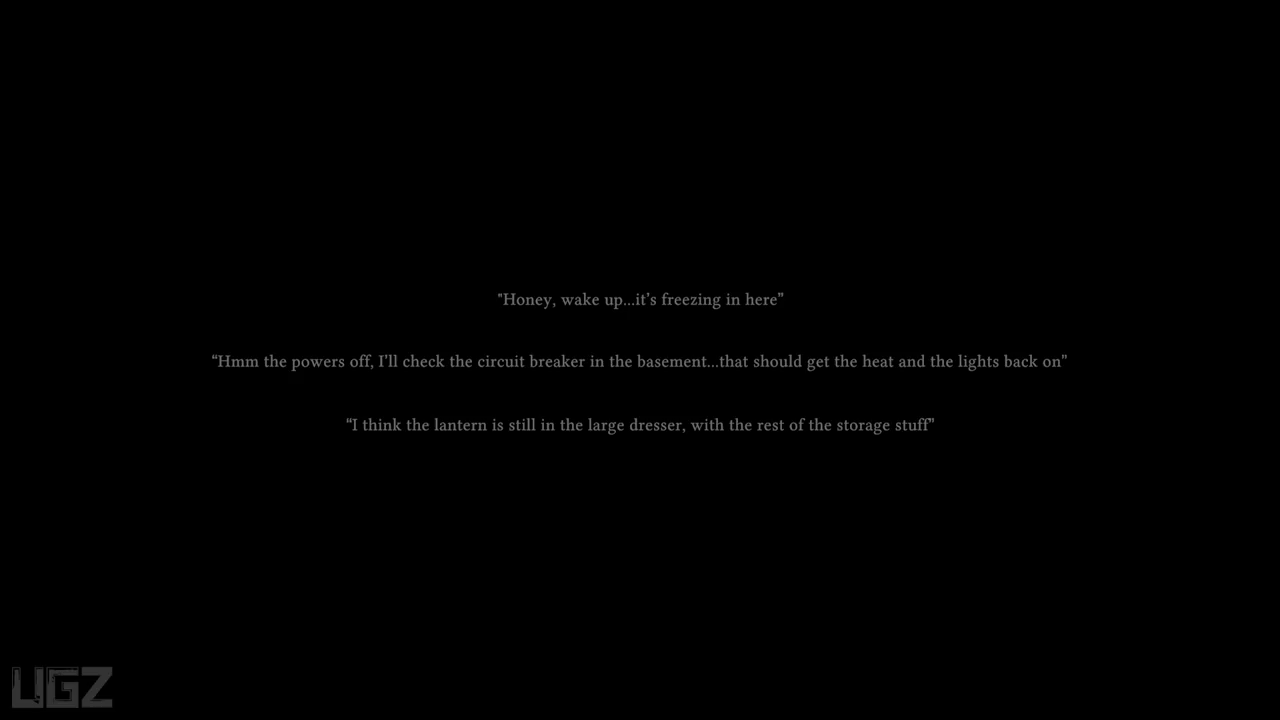 "Honey, wake up...it’s freezing in here”
“Hmm the powers off, I'll check the circuit breaker in the basement...that should get the heat and the lights back on”
“I think the lantern is still in the large dresser, with the rest of the storage stuff"
UGZ